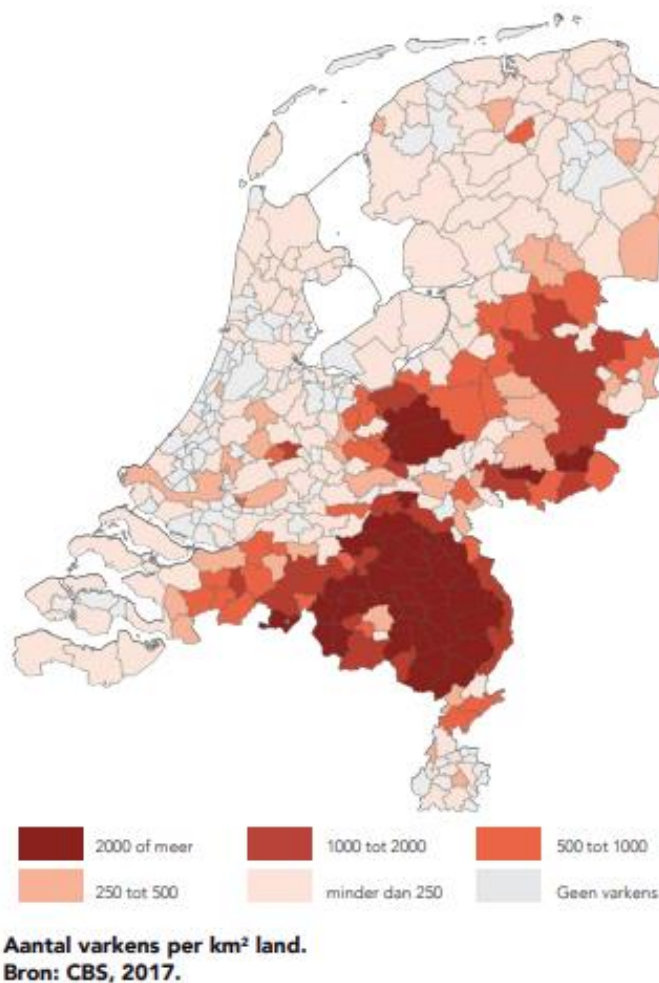 2000 of meer
1000 tot 2000
500 to 1000
250 tot 500
minder dan 250
Geen varkens
Aantal varkens per km² land.
Bron: CBS, 2017.